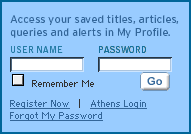 Access your saved titles, articles,
queries and alerts in My Profile.
USER NAME PASSWORD
Remember Me Go
Register Now | Athens Login
Forgot My Password